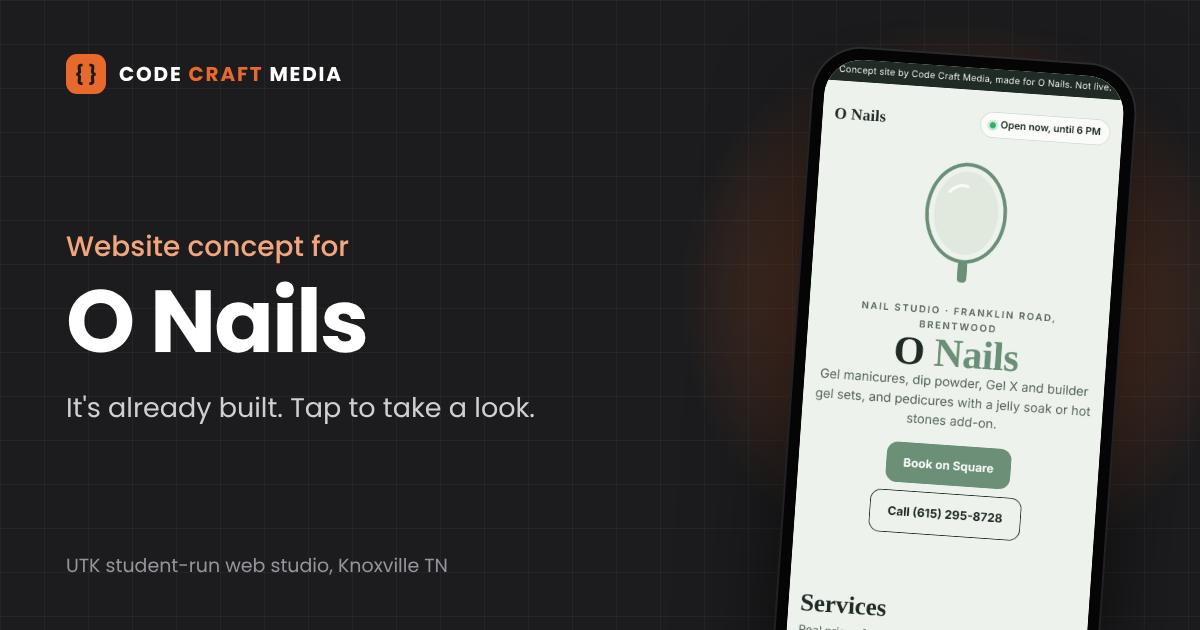 { } CODE CRAFT MEDIA
Website concept for
O Nails
It's already built. Tap to take a look.
UTK student-run web studio, Knoxville TN
Concept site by Code Craft Media, made for O Nails. Not live.
O Nails
Open now, until 6 PM
NAIL STUDIO · FRANKLIN ROAD,
BRENTWOOD
O Nails
Gel manicures, dip powder, Gel X and builder
gel sets, and pedicures with a jelly soak or hot
stones add-on.
Book on Square
Call (615) 295-8728
Services